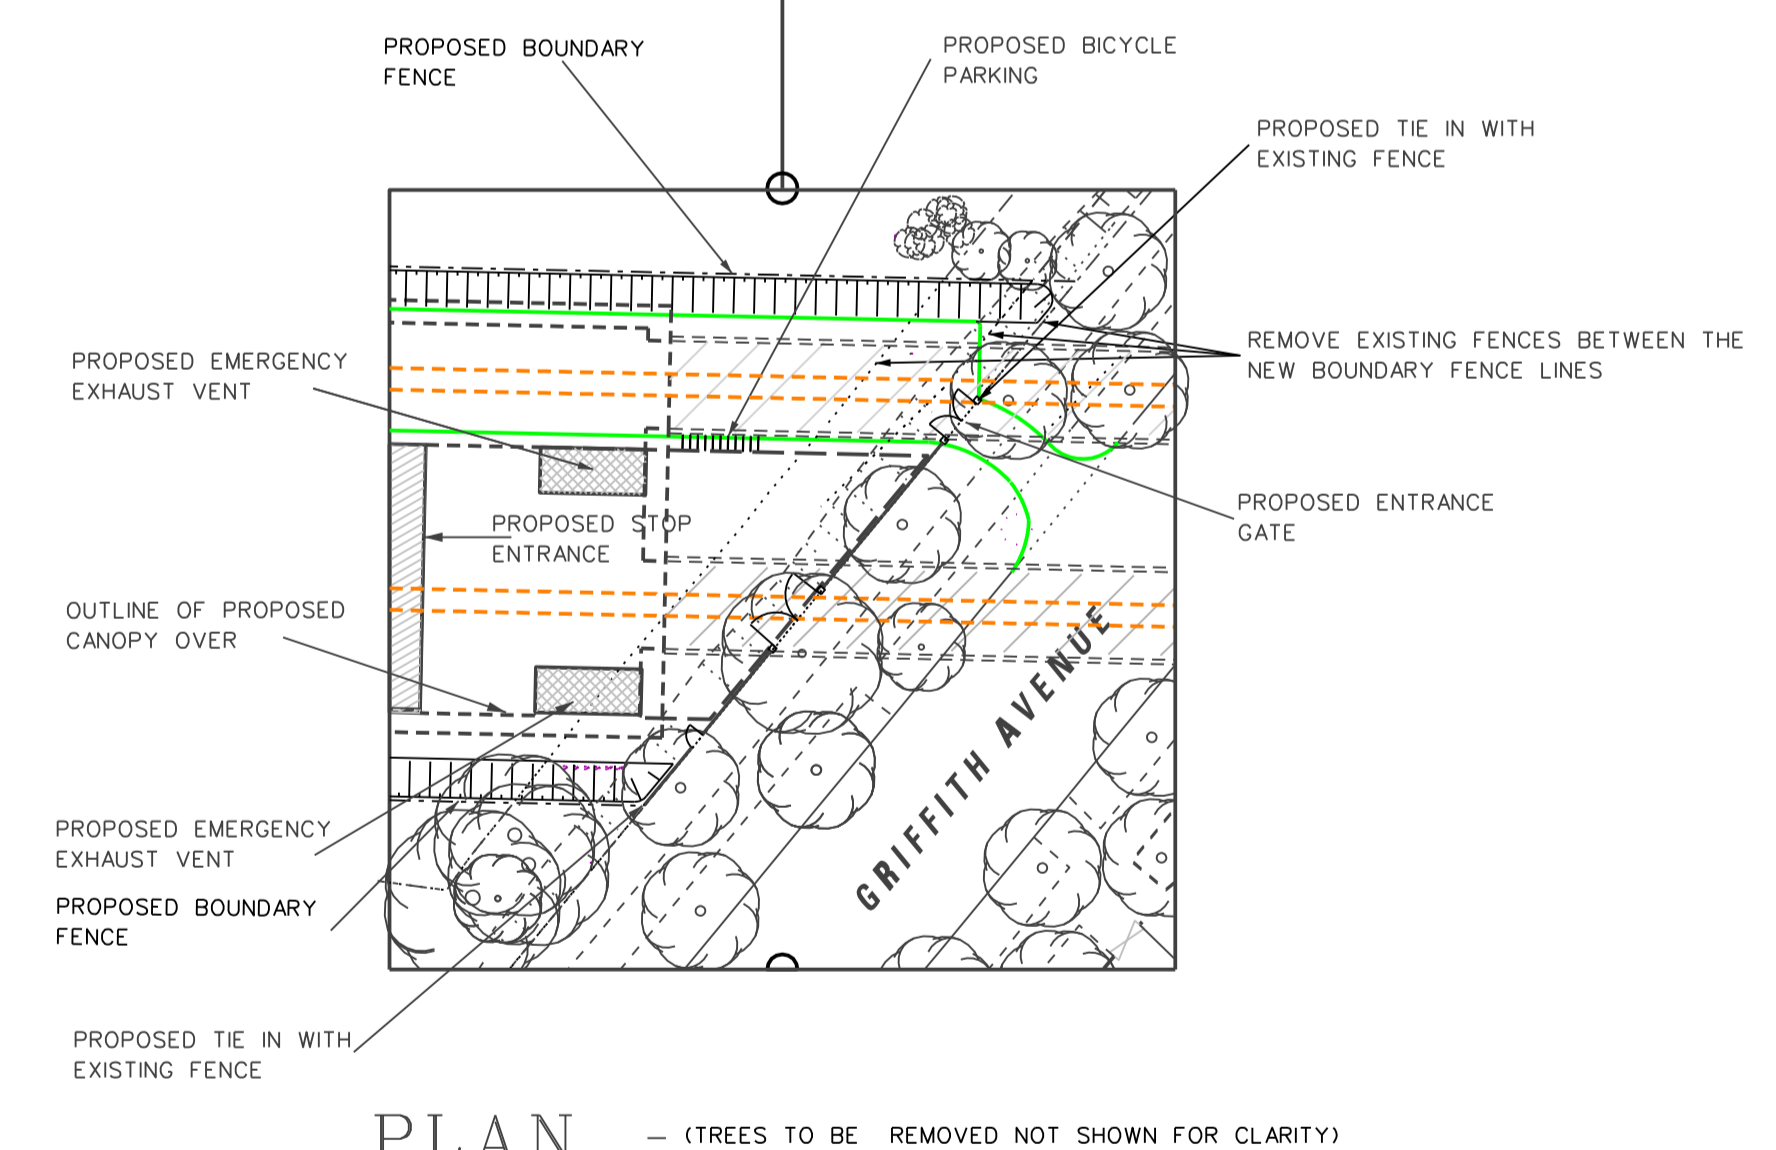 PROPOSED BOUNDARY
FENCE
PROPOSED BICYCLE
PARKING
PROPOSED TIE IN WITH
EXISTING FENCE
REMOVE EXISTING FENCES BETWEEN THE
NEW BOUNDARY FENCE LINES
PROPOSED EMERGENCY
EXHAUST VENT
PROPOSED ENTRANCE
GATE
PROPOSED STOP
ENTRANCE
OUTLINE OF PROPOSED
CANOPY OVER
GRIFFITH AVENUE
PROPOSED EMERGENCY
EXHAUST VENT
PROPOSED BOUNDARY
FENCE
PROPOSED TIE IN WITH
EXISTING FENCE
PLAN – (TREES TO BE REMOVED NOT SHOWN FOR CLARITY)